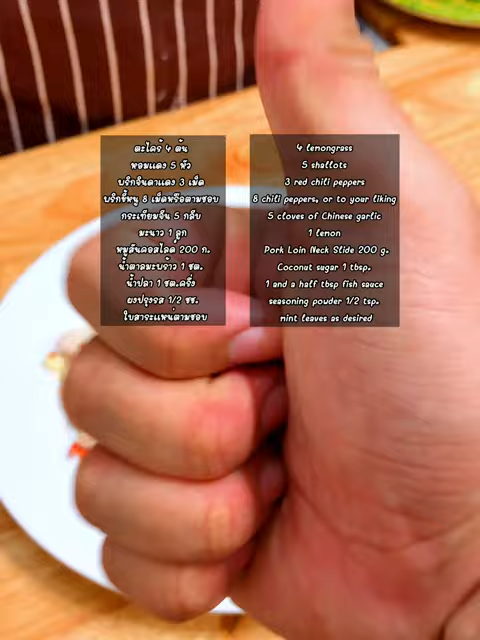 ตะไคร้ 4 ต้น
หอมแดง 5 หัว
พริกจินดาแดง 3 เม็ด
พริกขี้หนู 8 เม็ดหรือตามชอบ
กระเทียมจีน 5 กลีบ
มะนาว 1 ลูก
หมูสันคอสไลด์ 200 ก.
น้ำตาลมะพร้าว 1 ชต.
น้ำปลา 1 ชต.ครึ่ง
ผงปรุงรส 1/2 ชช.
ใบสาระแหน่ตามชอบ
4 lemongrass
5 shallots
3 red chili peppers
8 chili peppers, or to your liking
5 cloves of Chinese garlic
1 lemon
Pork Loin Neck Slide 200 g.
Coconut sugar 1 tbsp.
1 and a half tbsp fish sauce
seasoning powder 1/2 tsp.
mint leaves as desired